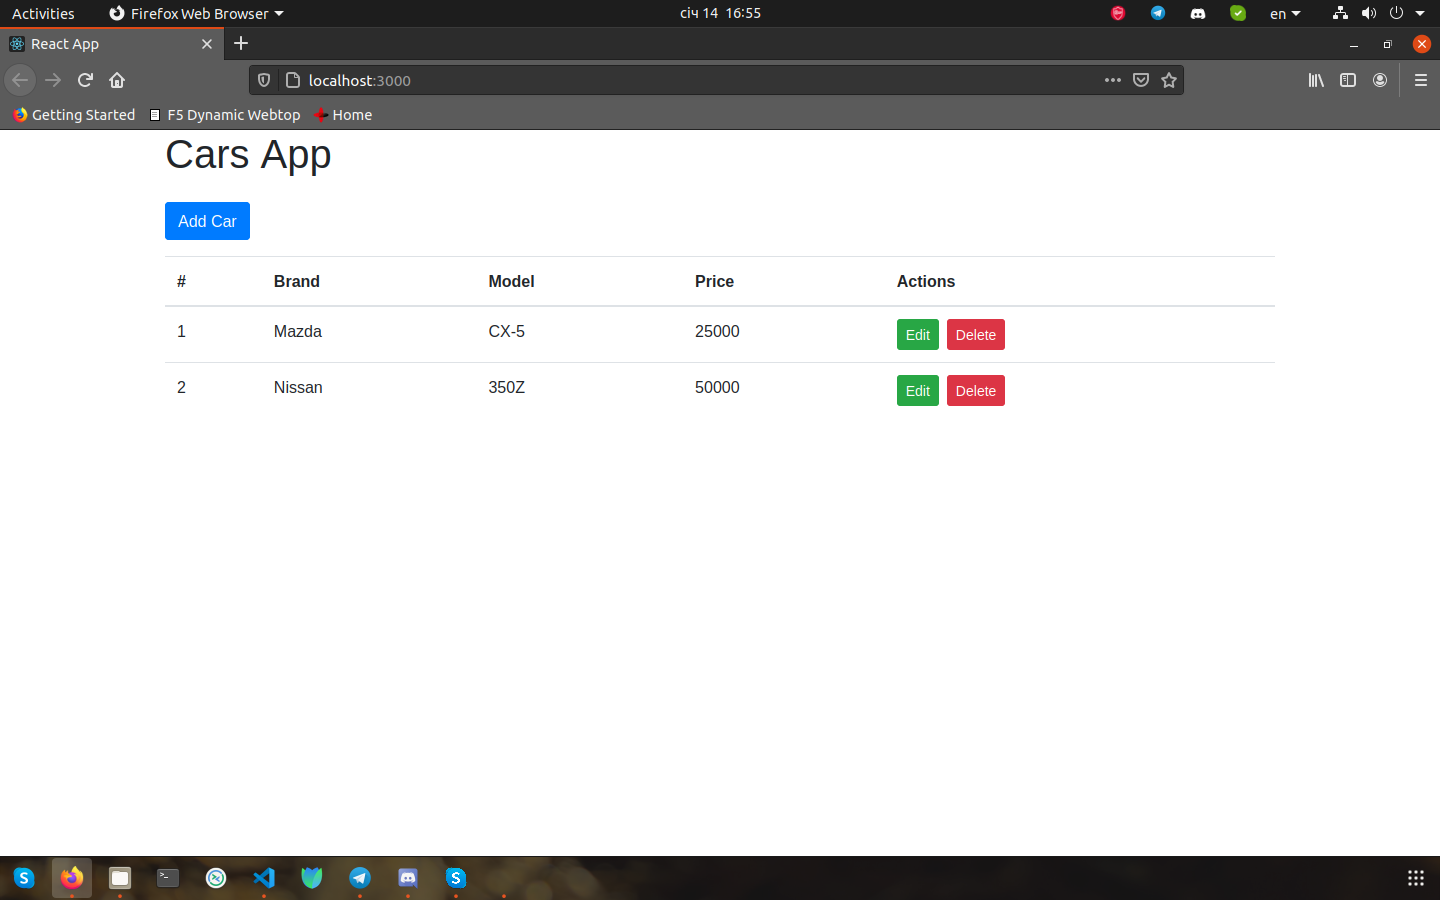 Activities Firefox Web Browser січ 14 16:55 en
React App
localhost:3000
Getting Started F5 Dynamic Webtop Home
Cars App
Add Car
# Brand Model Price Actions
1 Mazda CX-5 25000 Edit Delete
2 Nissan 350Z 50000 Edit Delete